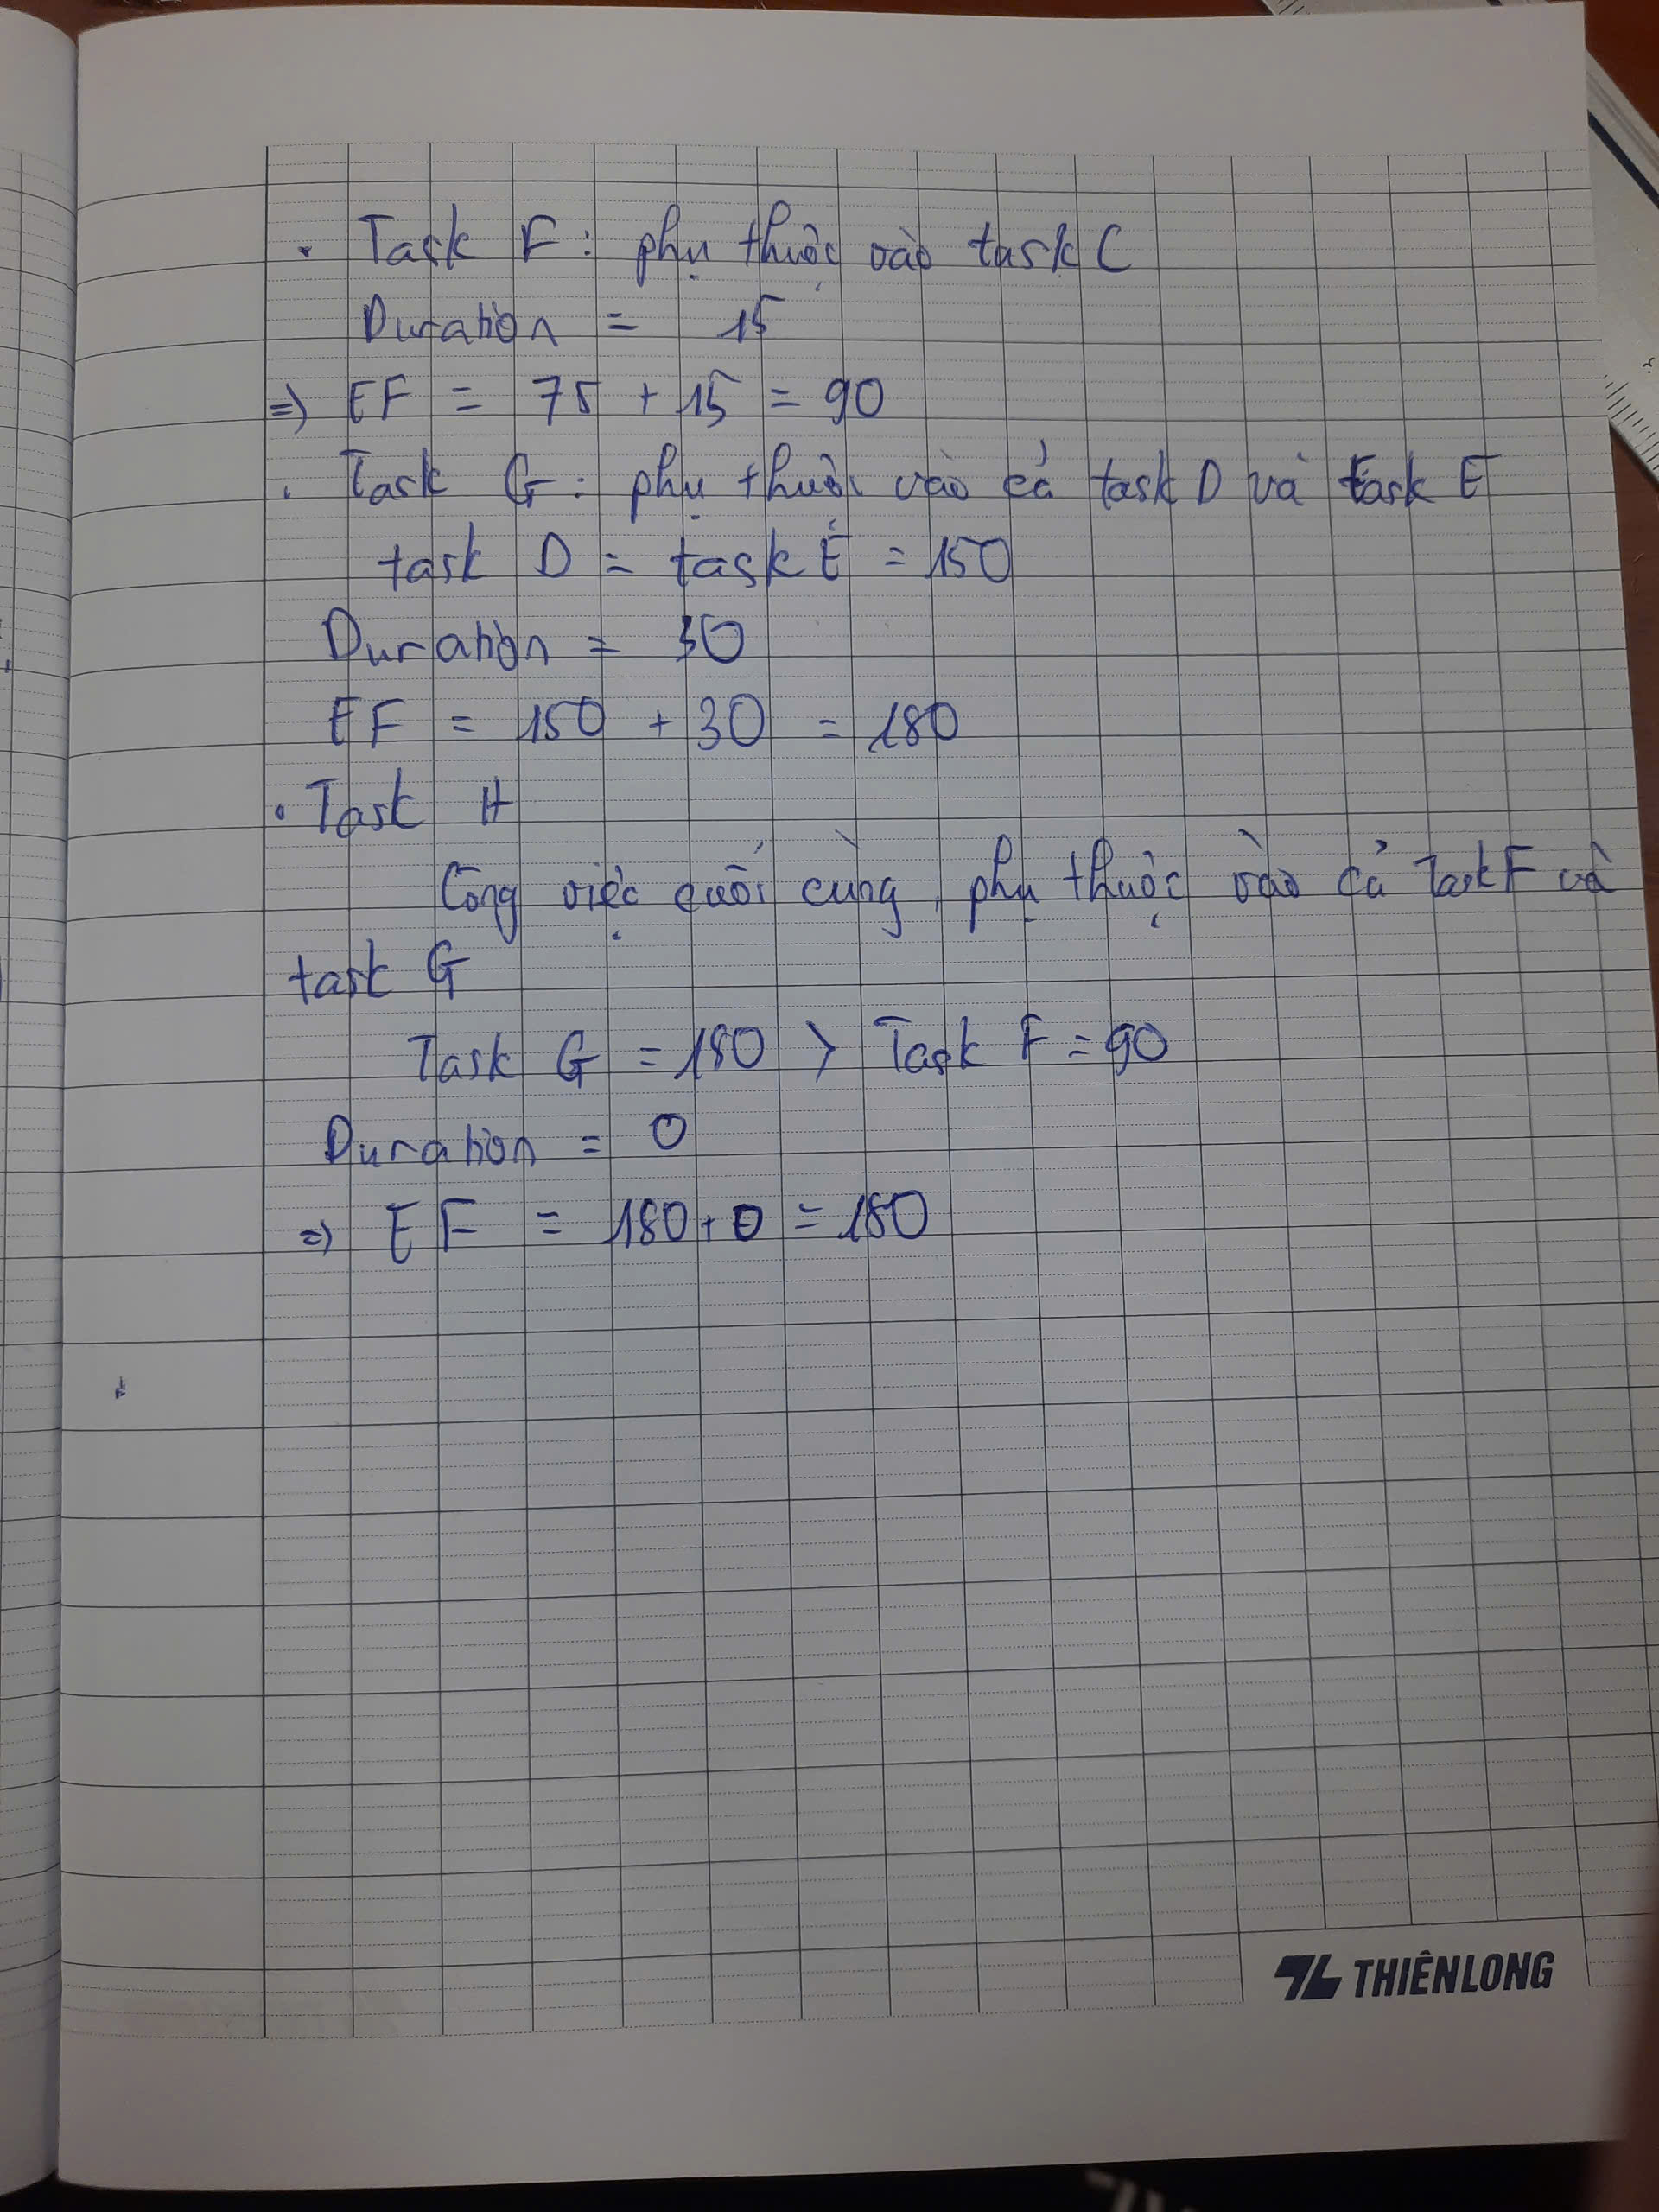 . Task F : phụ thuộc vào task C
Duration = 15
=> EF = 75 + 15 = 90
. Task G : phụ thuộc vào cả task D và task E
task D = task E = 150
Duration = 30
EF = 150 + 30 = 180
. Task H
Công việc cuối cùng, phụ thuộc vào cả Task F và
task G
Task G = 180 > Task F = 90
Duration = 0
=> EF = 180 + 0 = 180
THIÊN LONG